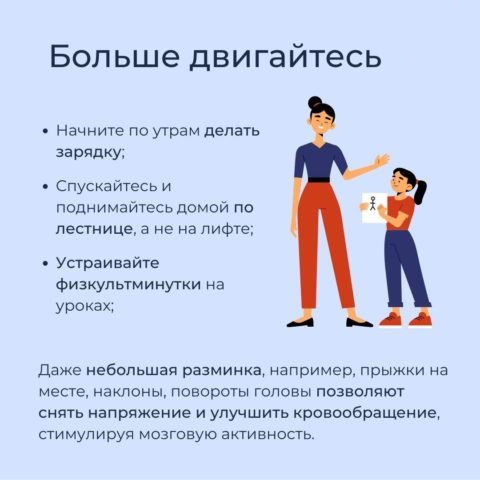 Больше двигайтесь
• Начните по утрам делать
зарядку;
• Спускайтесь и
поднимайтесь домой по
лестнице, а не на лифте;
• Устраивайте
физкультминутки на
уроках;
Даже небольшая разминка, например, прыжки на
месте, наклоны, повороты головы позволяют
снять напряжение и улучшить кровообращение,
стимулируя мозговую активность.